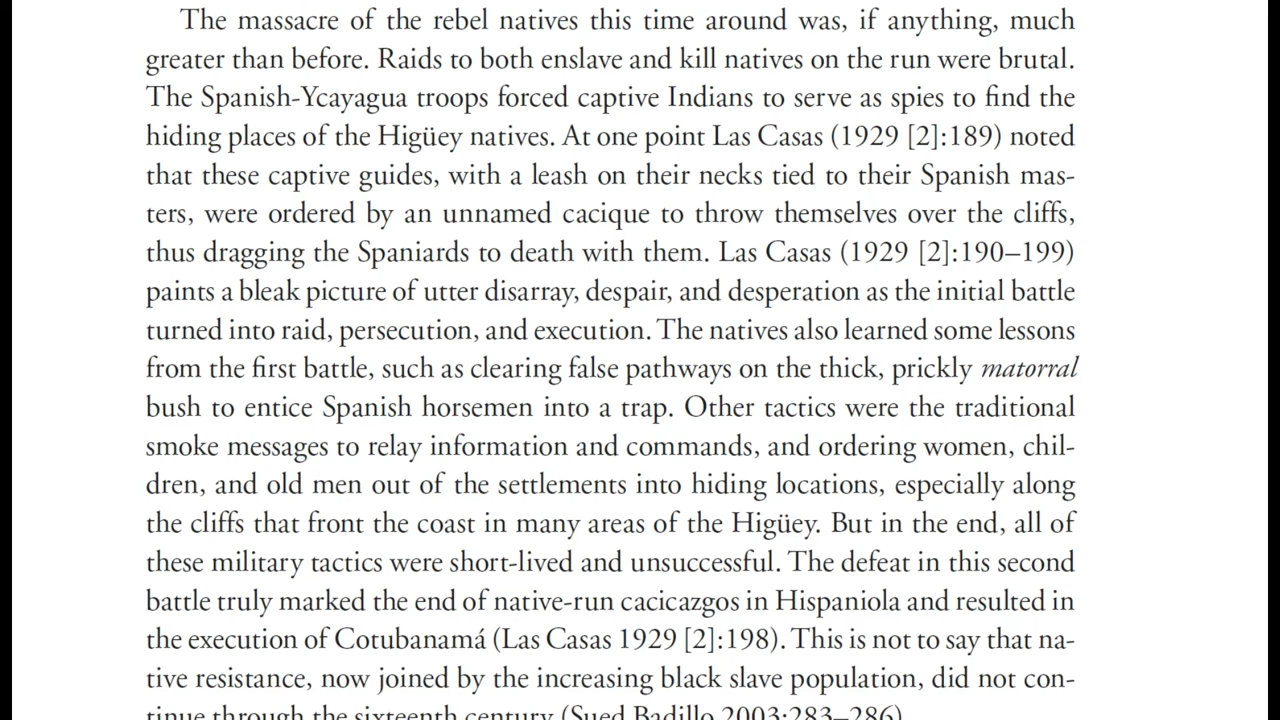 The massacre of the rebel natives this time around was, if anything, much
greater than before. Raids to both enslave and kill natives on the run were brutal.
The Spanish-Ycayagua troops forced captive Indians to serve as spies to find the
hiding places of the Higüey natives. At one point Las Casas (1929 [2]:189) noted
that these captive guides, with a leash on their necks tied to their Spanish mas-
ters, were ordered by an unnamed cacique to throw themselves over the cliffs,
thus dragging the Spaniards to death with them. Las Casas (1929 [2]:190–199)
paints a bleak picture of utter disarray, despair, and desperation as the initial battle
turned into raid, persecution, and execution. The natives also learned some lessons
from the first battle, such as clearing false pathways on the thick, prickly matorral
bush to entice Spanish horsemen into a trap. Other tactics were the traditional
smoke messages to relay information and commands, and ordering women, chil-
dren, and old men out of the settlements into hiding locations, especially along
the cliffs that front the coast in many areas of the Higüey. But in the end, all of
these military tactics were short-lived and unsuccessful. The defeat in this second
battle truly marked the end of native-run cacicazgos in Hispaniola and resulted in
the execution of Cotubanamá (Las Casas 1929 [2]:198). This is not to say that na-
tive resistance, now joined by the increasing black slave population, did not con-
tinue through the sixteenth century (Sued Badillo 2003:283–286).